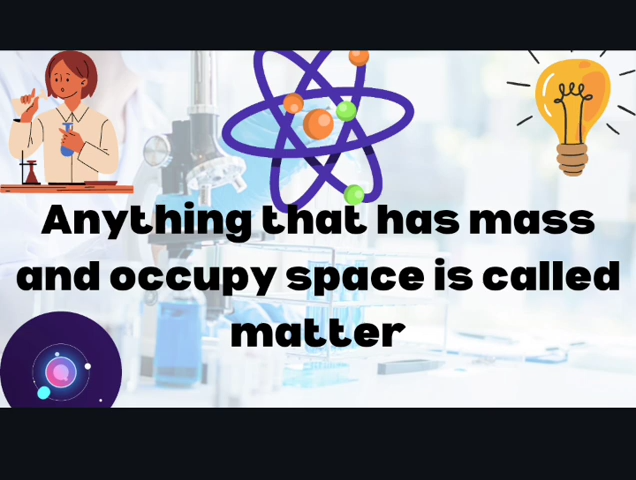 Anything that has mass
and occupy space is called
matter